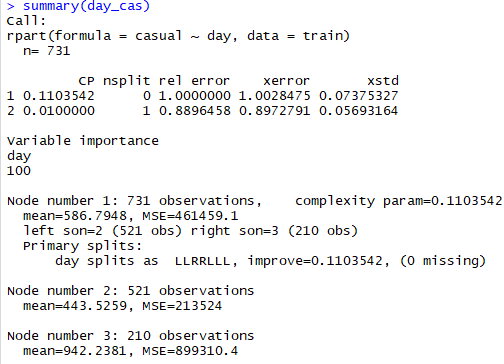 > summary(day_cas)
Call:
rpart(formula = casual ~ day, data = train)
  n= 731

         CP nsplit rel error    xerror       xstd
1 0.1103542      0 1.0000000 1.0028475 0.07375327
2 0.0100000      1 0.8896458 0.8972791 0.05693164

Variable importance
day
100

Node number 1: 731 observations,    complexity param=0.1103542
  mean=586.7948, MSE=461459.1
  left son=2 (521 obs) right son=3 (210 obs)
  Primary splits:
      day splits as  LLRRLLL, improve=0.1103542, (0 missing)

Node number 2: 521 observations
  mean=443.5259, MSE=213524

Node number 3: 210 observations
  mean=942.2381, MSE=899310.4